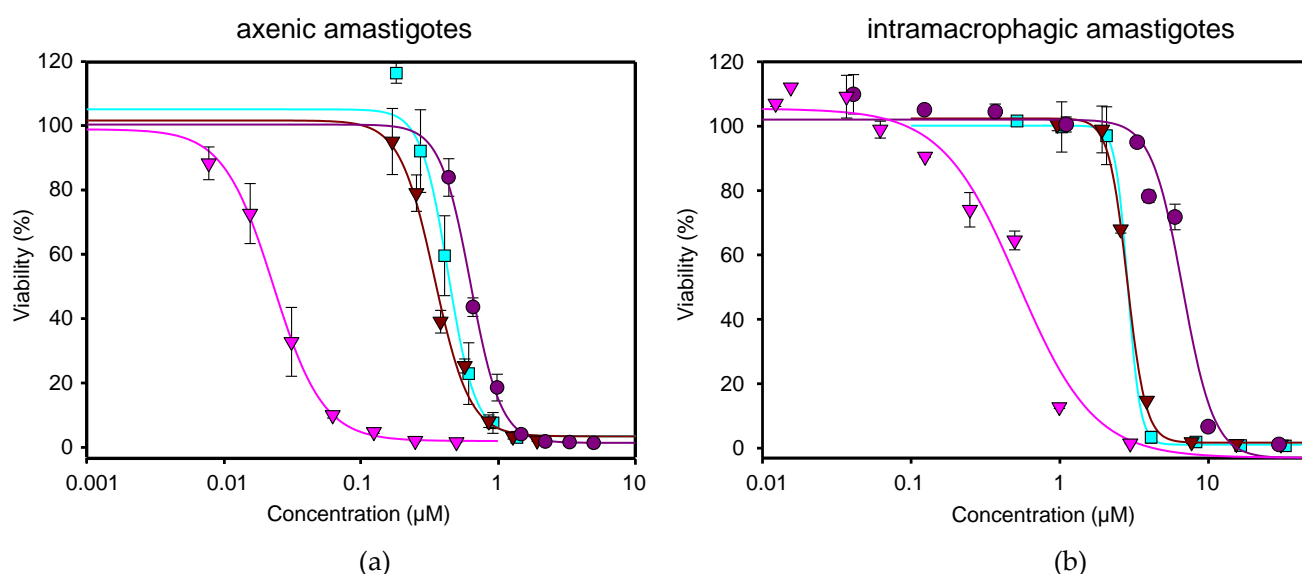 axenic amastigotes
120
100
80
60
40
20
0
Viability (%)
0.001 0.01 0.1 1 10
Concentration (µM)
(a)
intramacrophagic amastigotes
120
100
80
60
40
20
0
Viability (%)
0.01 0.1 1 10
Concentration (µM)
(b)